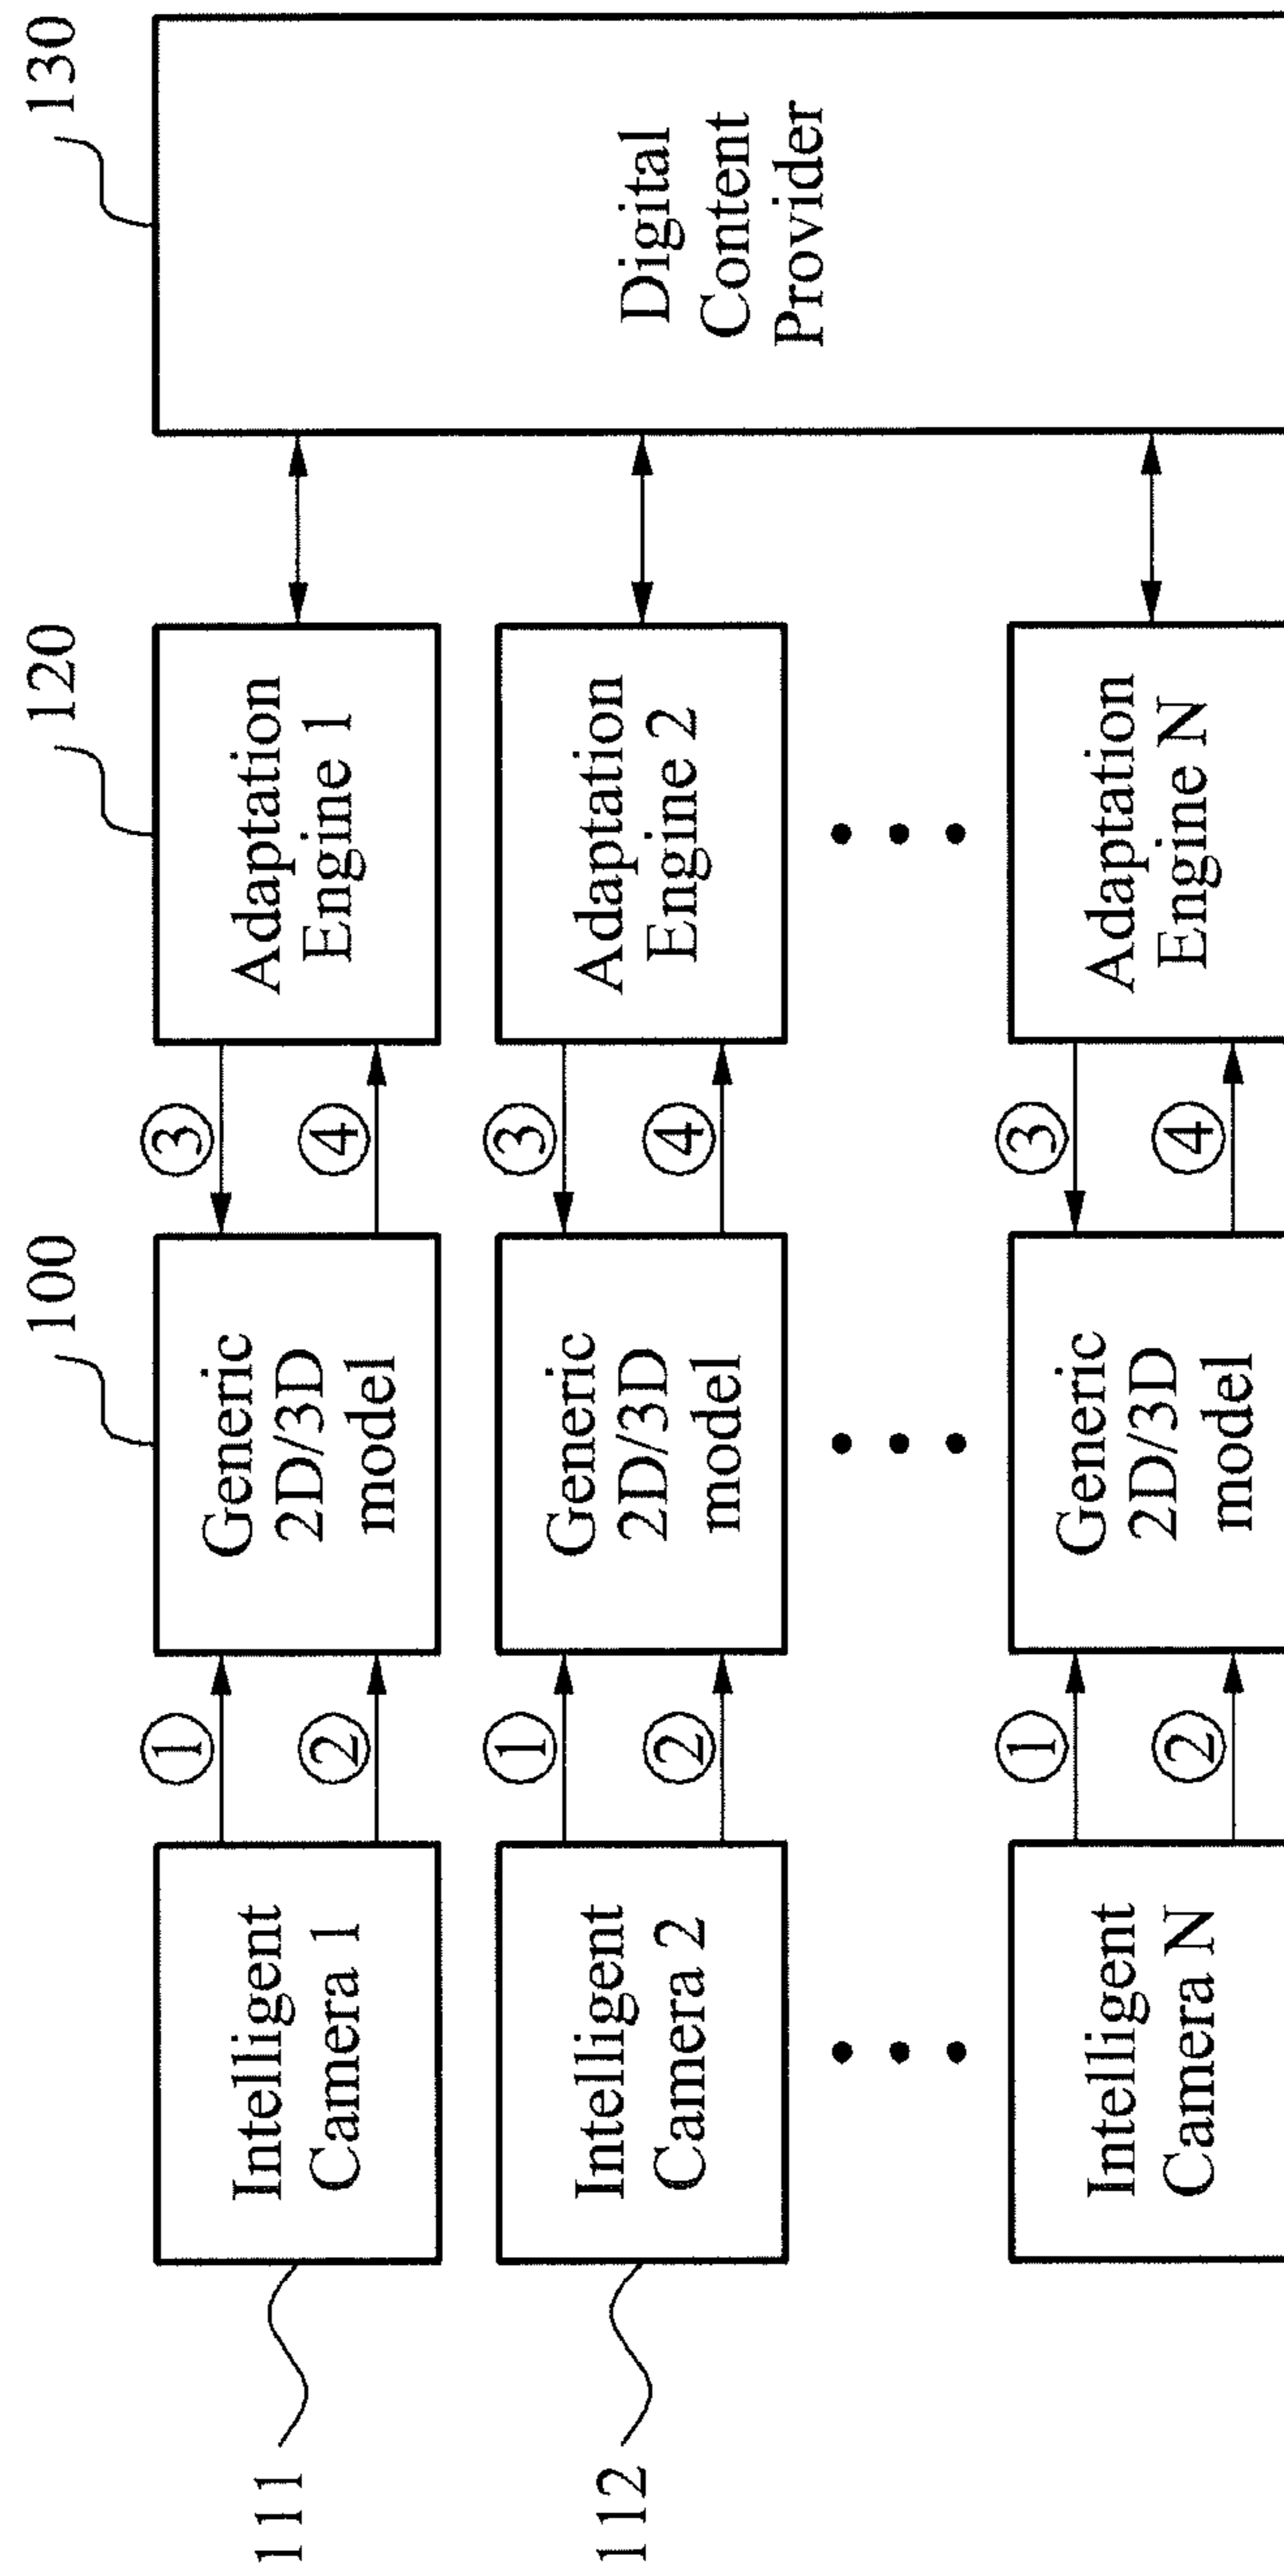 100
120
130
111
Intelligent
Camera 1
①
②
Generic
2D/3D
model
③
④
Adaptation
Engine 1
112
Intelligent
Camera 2
①
②
Generic
2D/3D
model
③
④
Adaptation
Engine 2
Intelligent
Camera N
①
②
Generic
2D/3D
model
③
④
Adaptation
Engine N
Digital
Content
Provider